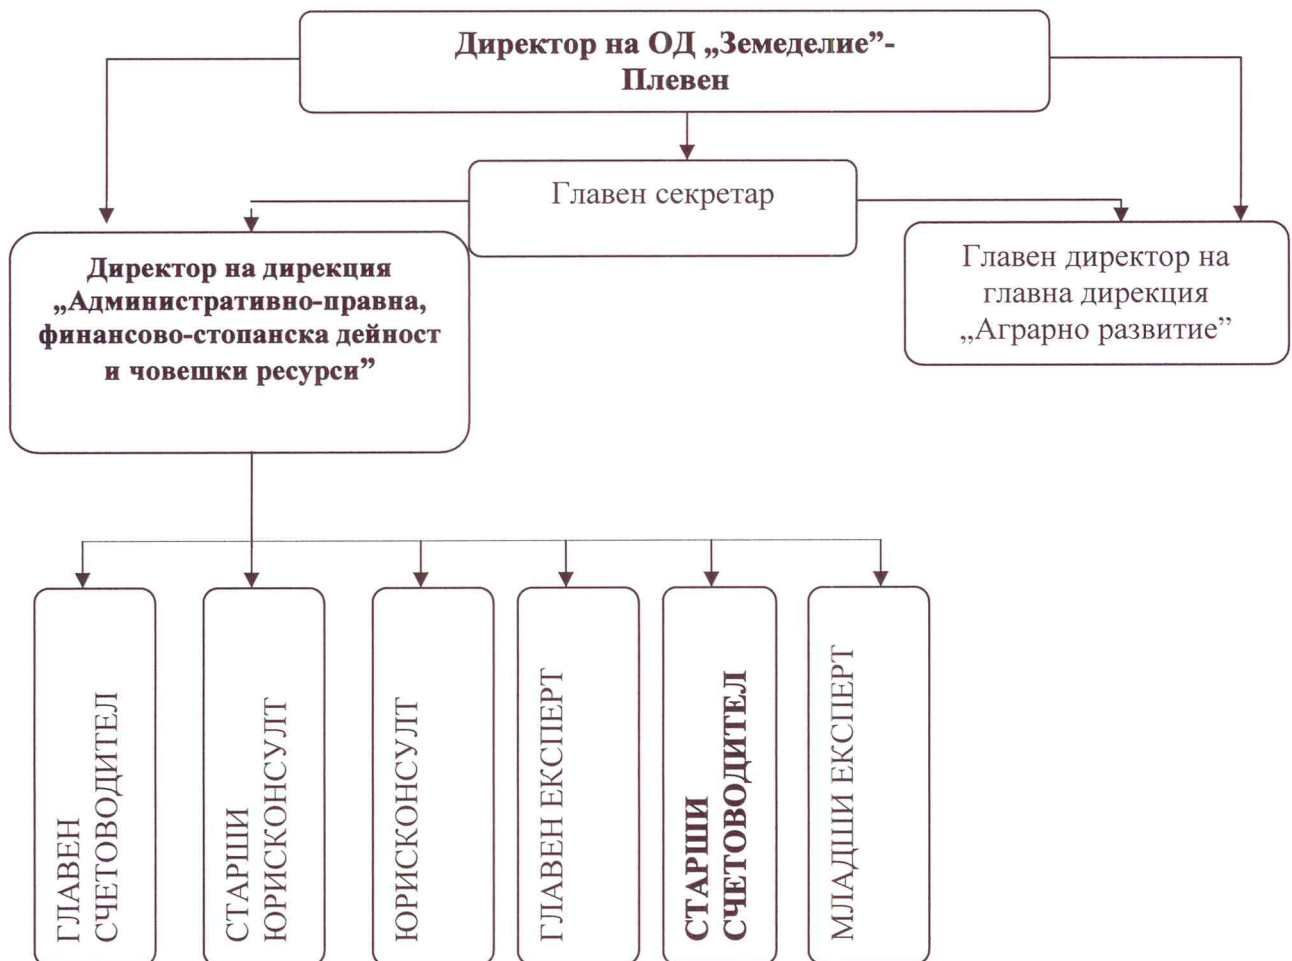 Директор на ОД „Земеделие”-
Плевен
Главен секретар
Директор на дирекция
„Административно-правна,
финансово-стопанска дейност
и човешки ресурси”
Главен директор на
главна дирекция
„Аграрно развитие”
ГЛАВЕН
СЧЕТОВОДИТЕЛ
СТАРШИ
ЮРИСКОНСУЛТ
ЮРИСКОНСУЛТ
ГЛАВЕН ЕКСПЕРТ
СТАРШИ
СЧЕТОВОДИТЕЛ
МЛАДШИ ЕКСПЕРТ